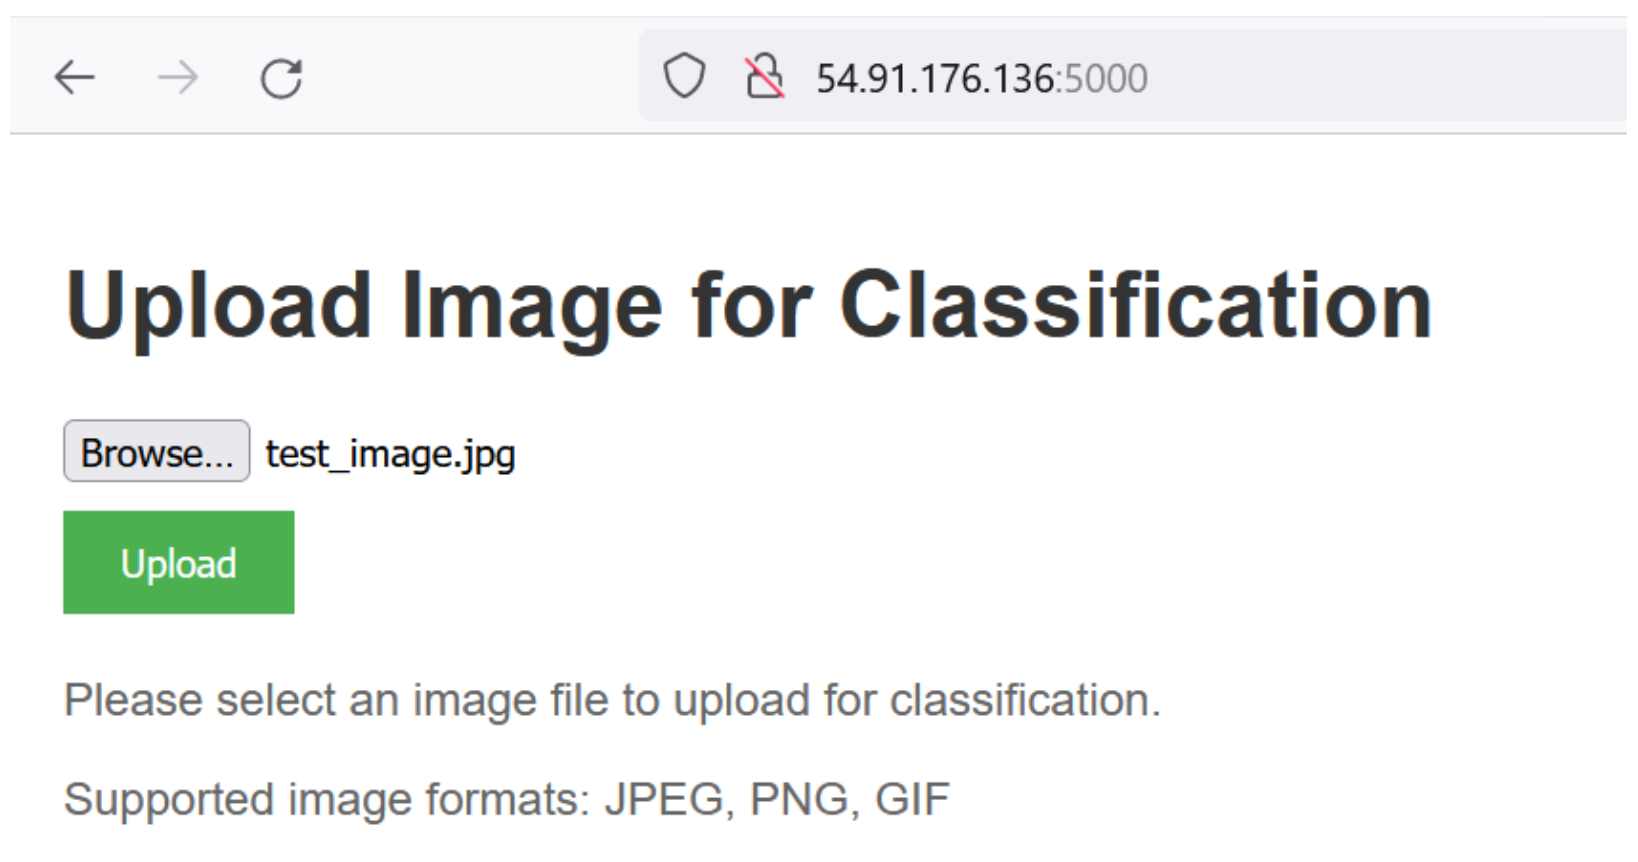 54.91.176.136:5000
Upload Image for Classification
Browse... test_image.jpg
Upload
Please select an image file to upload for classification.
Supported image formats: JPEG, PNG, GIF